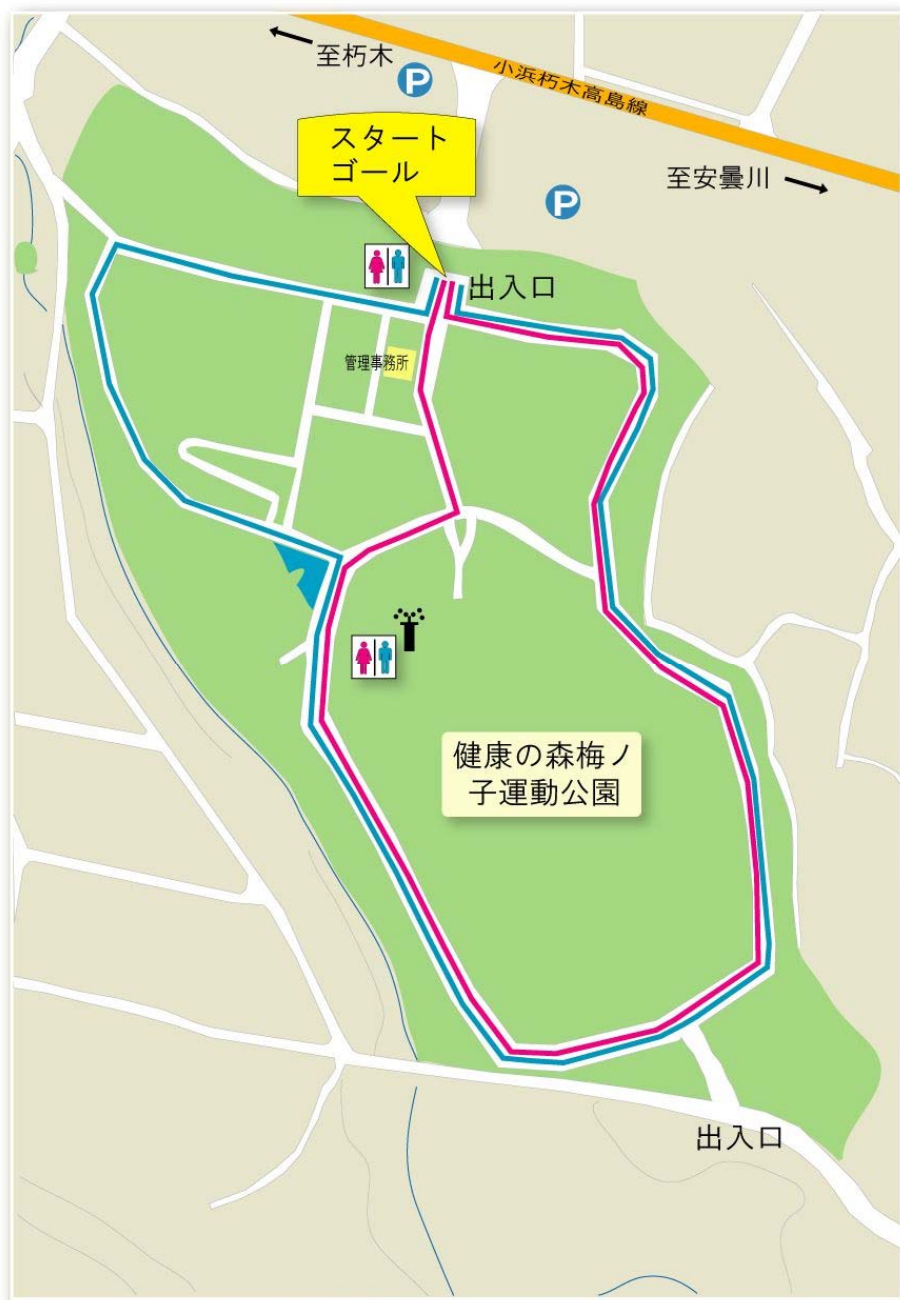 至朽木
P
小浜朽木高島線
スタート
ゴール
至安曇川
P
出入口
管理事務所
健康の森梅ノ
子運動公園
出入口